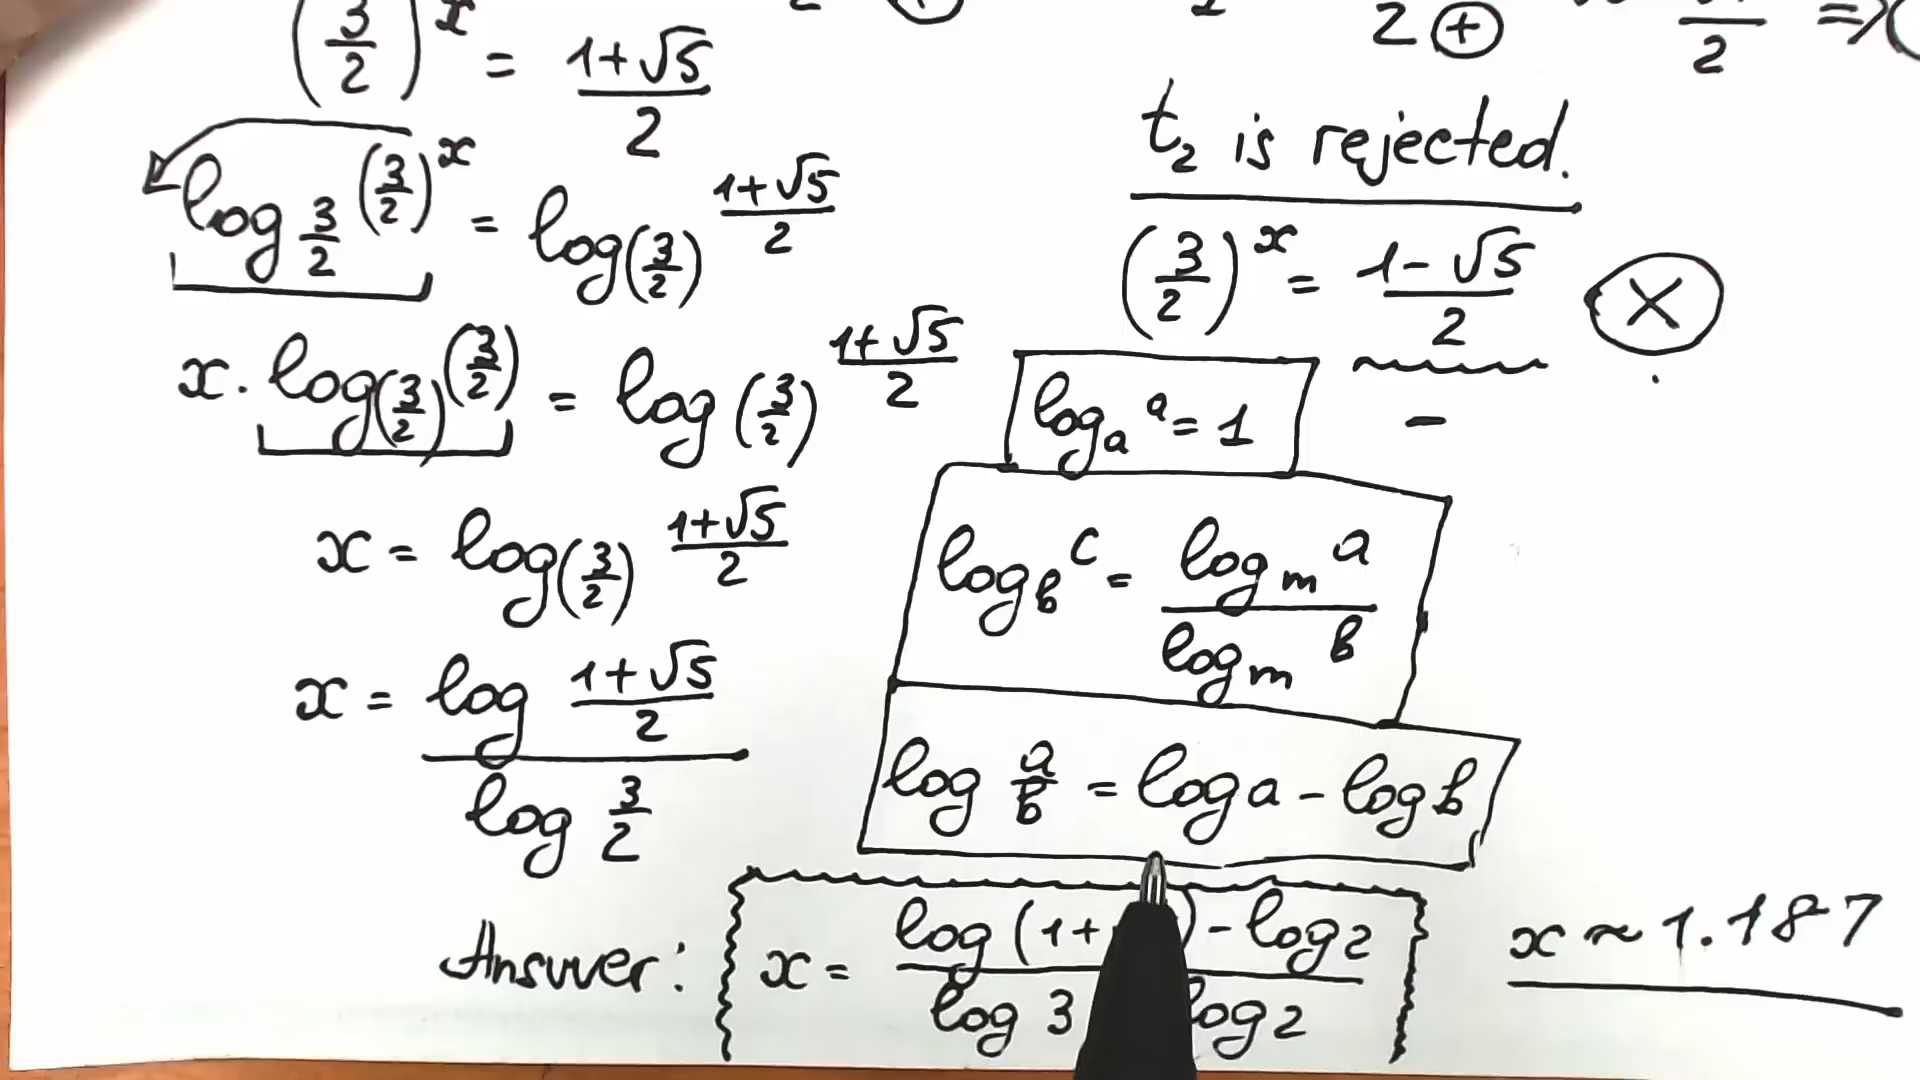 (3/2)^x = (1+√5)/2
log_(3/2) (3/2)^x = log_(3/2) (1+√5)/2
x · log_(3/2) (3/2) = log_(3/2) (1+√5)/2
x = log_(3/2) (1+√5)/2
x = (log (1+√5)/2) / (log 3/2)
2 ⊕
2 =>
t₂ is rejected.
(3/2)^x = (1-√5)/2 ⓧ
-
log_a a = 1
log_b c = log_m a / log_m b
log a/b = log a - log b
Answer: x = (log (1+ ) - log 2) / (log 3 log 2)
x ≈ 1.187